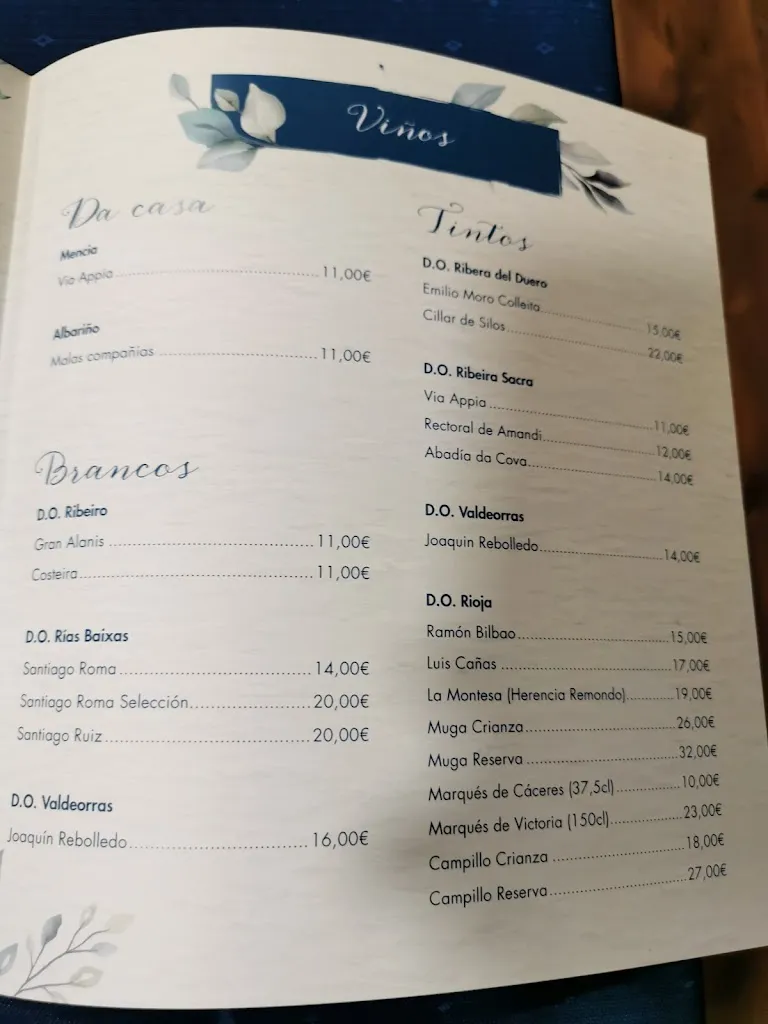 Viños
Da casa
Mencía
Via Appia 11,00€
Albariño
Malas compañías 11,00€
Brancos
D.O. Ribeiro
Gran Alanis 11,00€
Costeira 11,00€
D.O. Rías Baixas
Santiago Roma 14,00€
Santiago Roma Selección 20,00€
Santiago Ruiz 20,00€
D.O. Valdeorras
Joaquín Rebolledo 16,00€
Tintos
D.O. Ribera del Duero
Emilio Moro Colleita 15,00€
Cillar de Silos 22,00€
D.O. Ribeira Sacra
Via Appia 11,00€
Rectoral de Amandi 12,00€
Abadía da Cova 14,00€
D.O. Valdeorras
Joaquin Rebolledo 14,00€
D.O. Rioja
Ramón Bilbao 15,00€
Luis Cañas 17,00€
La Montesa (Herencia Remondo) 19,00€
Muga Crianza 26,00€
Muga Reserva 32,00€
Marqués de Cáceres (37,5cl) 10,00€
Marqués de Victoria (150cl) 23,00€
Campillo Crianza 18,00€
Campillo Reserva 27,00€